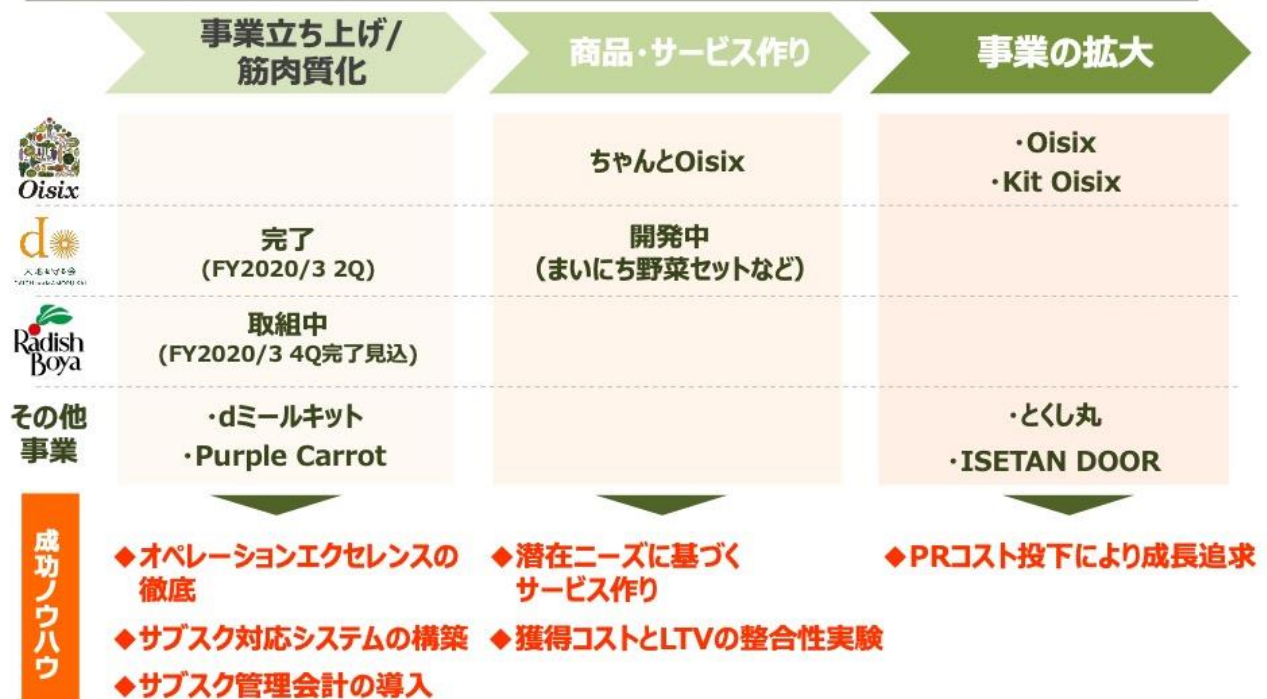 事業立ち上げ/
筋肉質化
商品・サービス作り
事業の拡大
Oisix
ちゃんとOisix
・Oisix
・Kit Oisix
d
大地を守る会
完了
(FY2020/3 2Q)
開発中
（まいにち野菜セットなど）
Radish
Boya
取組中
(FY2020/3 4Q完了見込)
その他
事業
・dミールキット
・Purple Carrot
・とくし丸
・ISETAN DOOR
成功ノウハウ
◆オペレーションエクセレンスの
徹底
◆サブスク対応システムの構築
◆サブスク管理会計の導入
◆潜在ニーズに基づく
サービス作り
◆獲得コストとLTVの整合性実験
◆PRコスト投下により成長追求